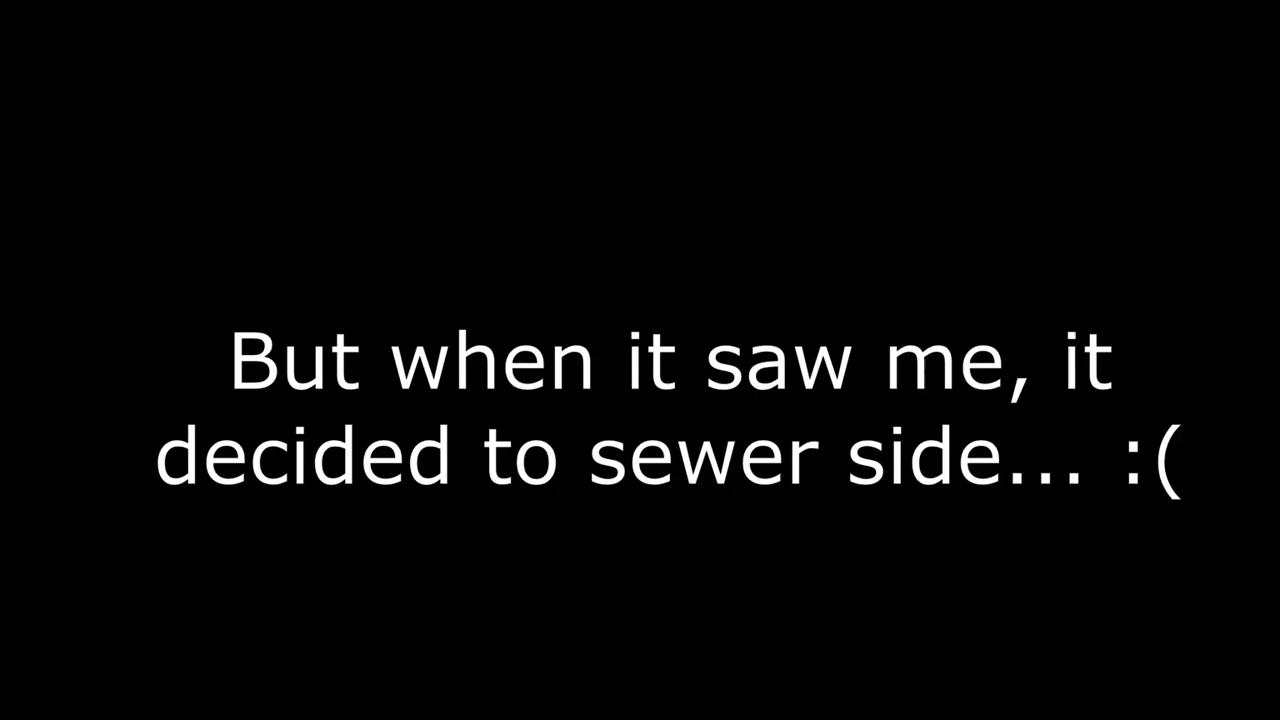 But when it saw me, it
decided to sewer side... :(